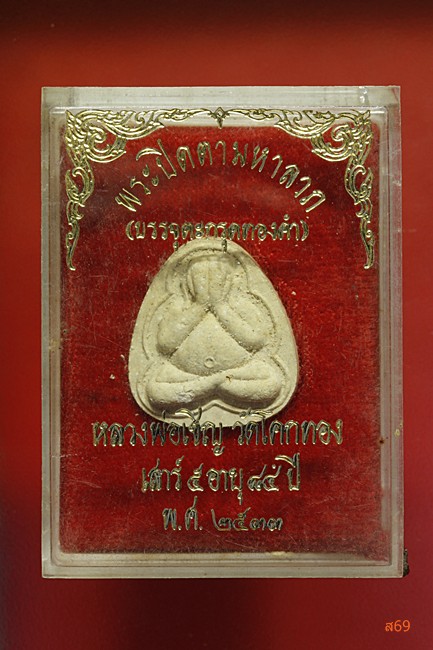 พระปิดตามหาลาภ
(บรรจุตะกรุดทองคำ)
หลวงพ่อเชิญ วัดโคกทอง
เสาร์ ๕ อายุ ๘๕ ปี
พ.ศ. ๒๕๓๓
ส69